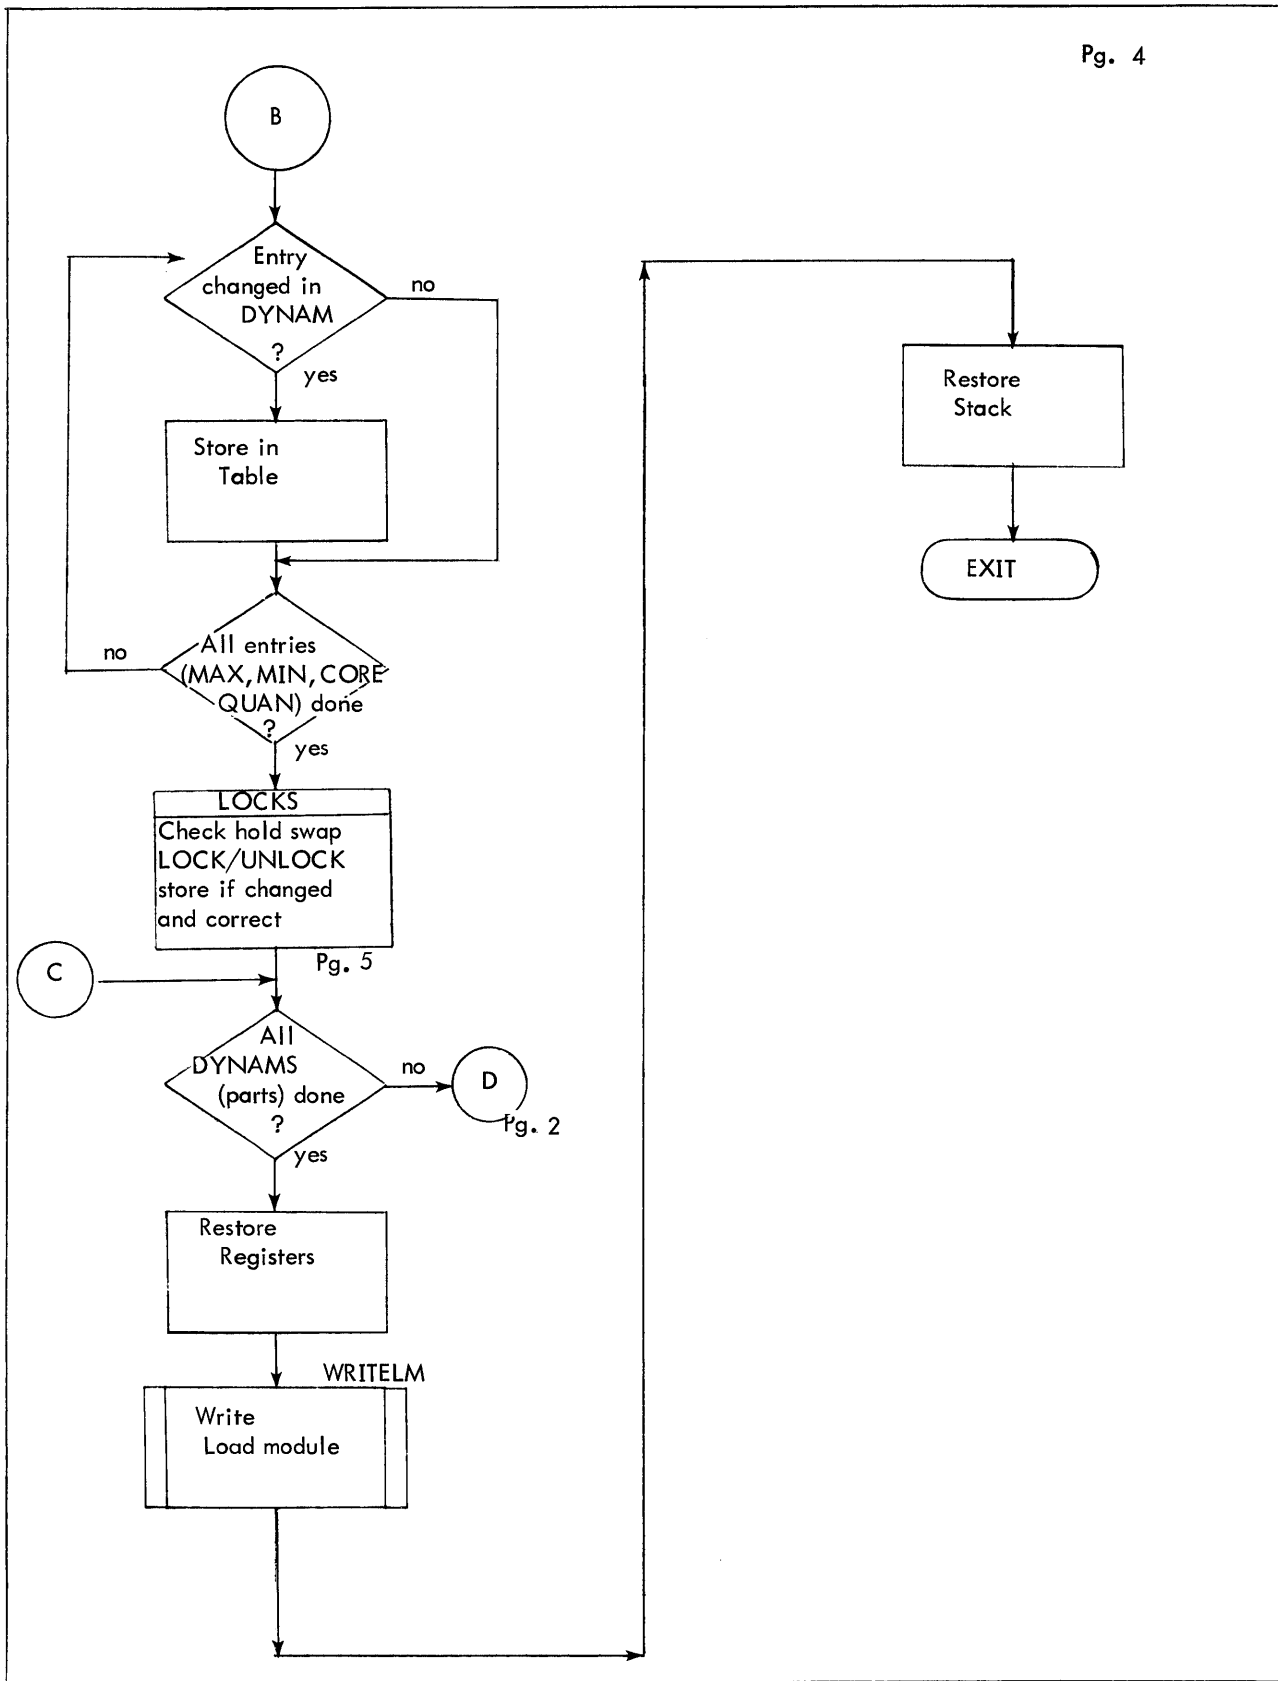 Pg. 4
B
Entry
changed in
DYNAM
?
no
yes
Store in
Table
All entries
(MAX, MIN, CORE
QUAN) done
?
no
yes
LOCKS
Check hold swap
LOCK/UNLOCK
store if changed
and correct
Pg. 5
C
All
DYNAMS
(parts) done
?
no
D
Pg. 2
yes
Restore
Registers
WRITELM
Write
Load module
Restore
Stack
EXIT